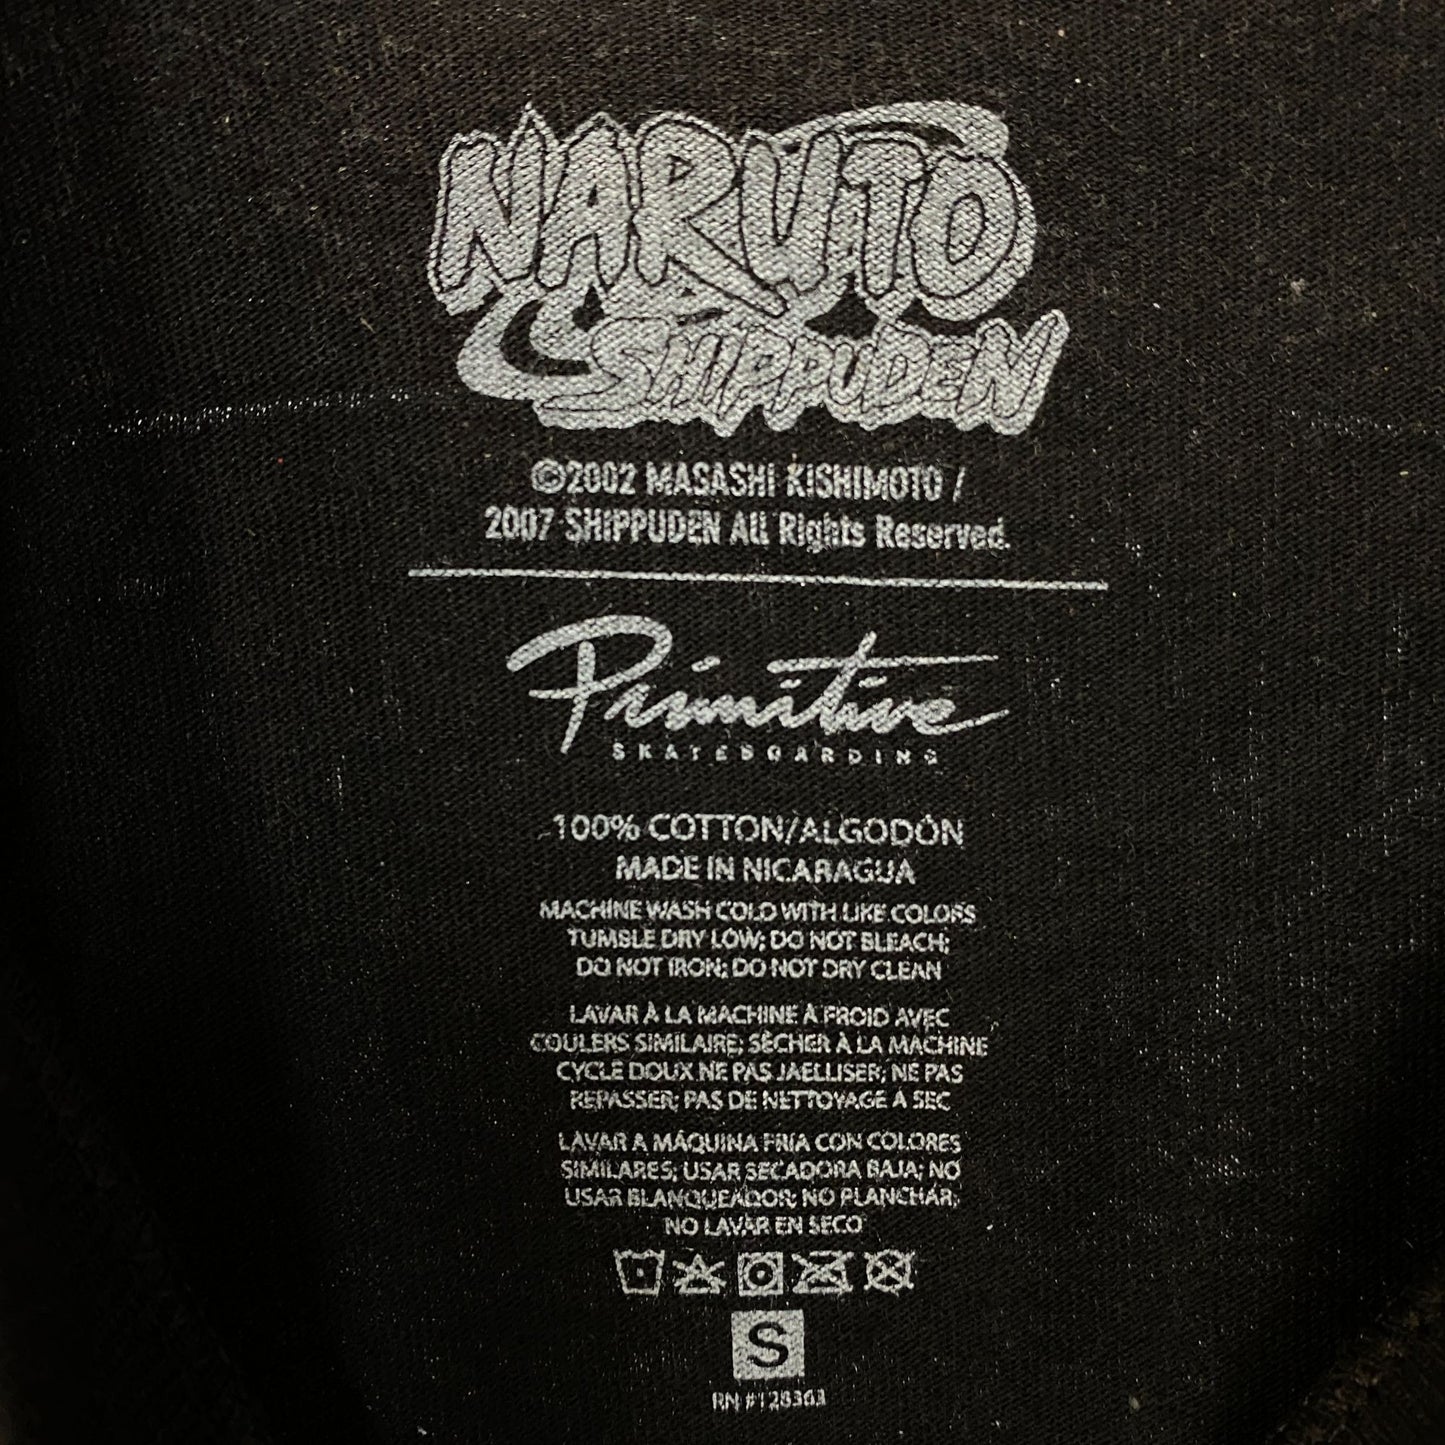 NARUTO
SHIPPUDEN
©2002 MASASHI KISHIMOTO /
2007 SHIPPUDEN All Rights Reserved.
Primitive
SKATEBOARDING
100% COTTON/ALGODÓN
MADE IN NICARAGUA
MACHINE WASH COLD WITH LIKE COLORS
TUMBLE DRY LOW; DO NOT BLEACH;
DO NOT IRON; DO NOT DRY CLEAN
LAVAR À LA MACHINE À FROID AVEC
COULERS SIMILAIRE; SÈCHER À LA MACHINE
CYCLE DOUX NE PAS JAELLISER; NE PAS
REPASSER; PAS DE NETTOYAGE A SEC
LAVAR A MÁQUINA FRIA CON COLORES
SIMILARES; USAR SECADORA BAJA; NO
USAR BLANQUEADOR; NO PLANCHAR;
NO LAVAR EN SECO
S
RN #128363